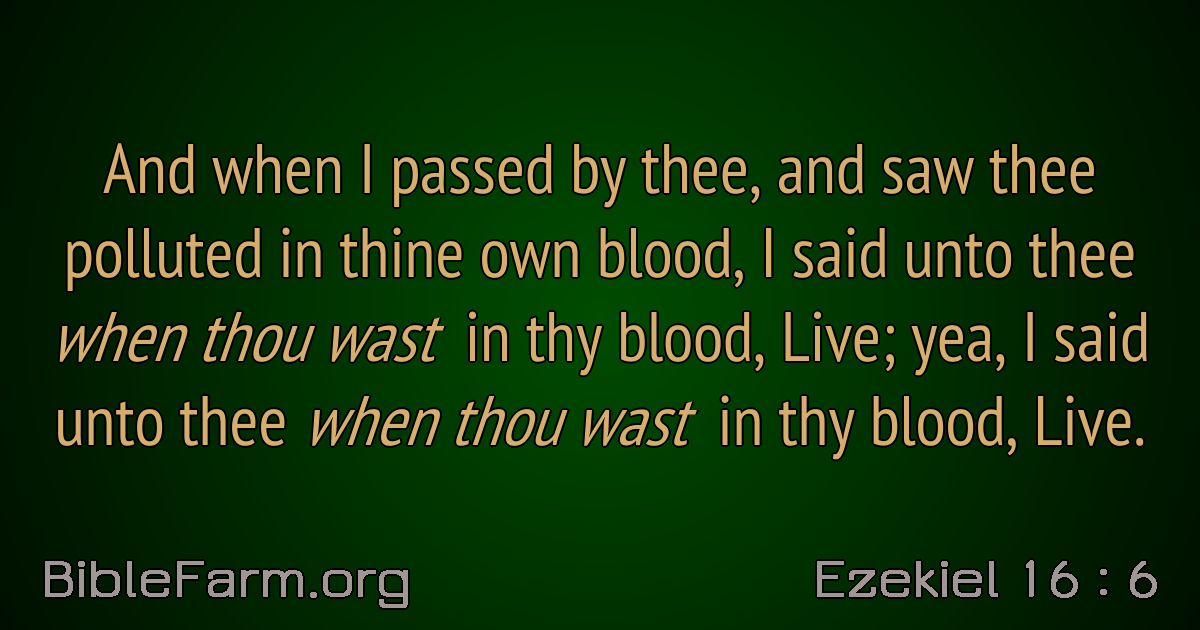 And when I passed by thee, and saw thee
polluted in thine own blood, I said unto thee
when thou wast in thy blood, Live; yea, I said
unto thee when thou wast in thy blood, Live.
BibleFarm.org
Ezekiel 16 : 6